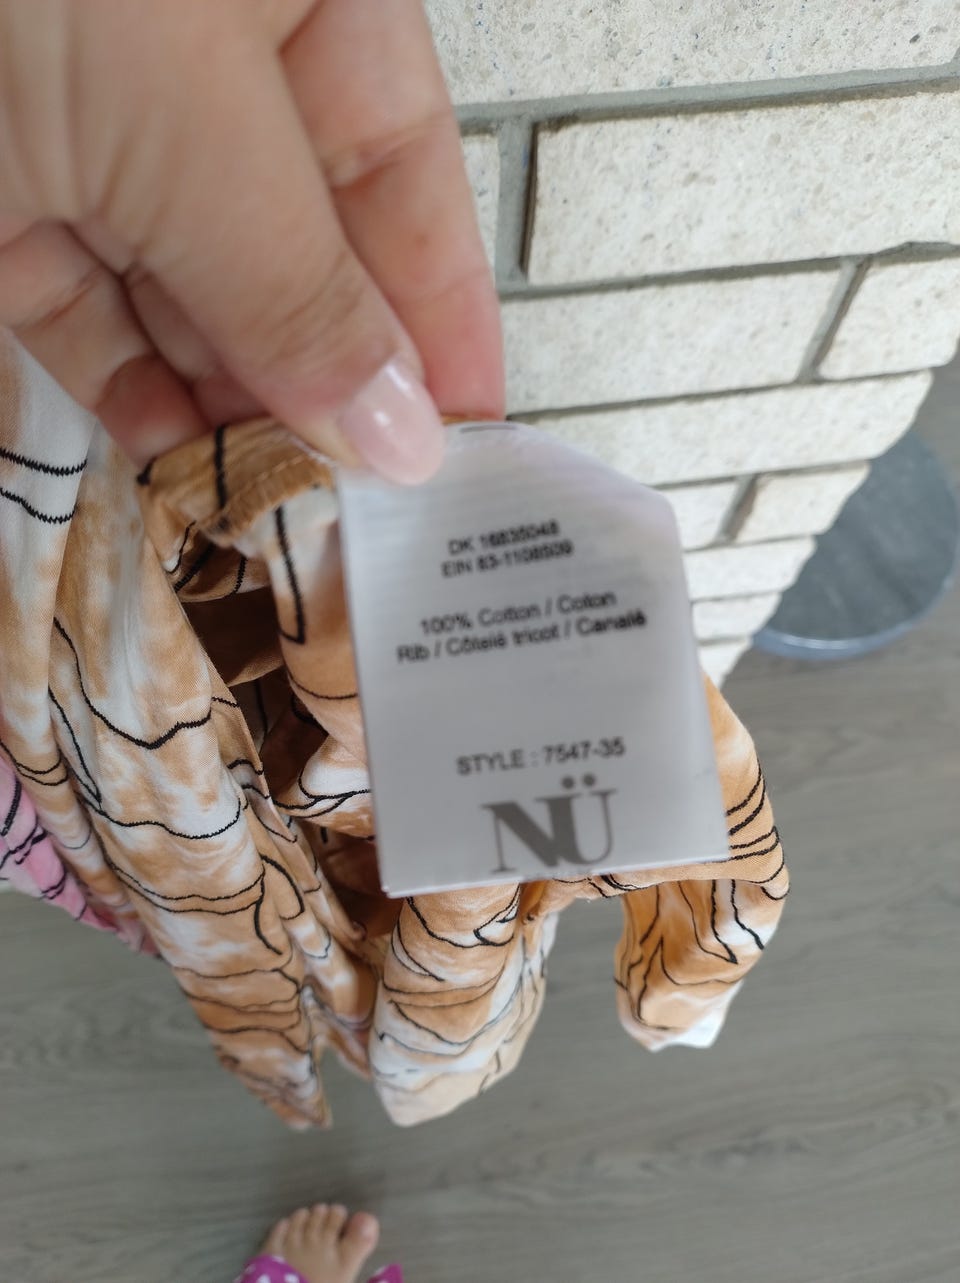 DK 16835048
EIN 83-1108509
100% Cotton / Coton
Rib / Côtelé tricot / Canalé
STYLE : 7547-35
NÜ